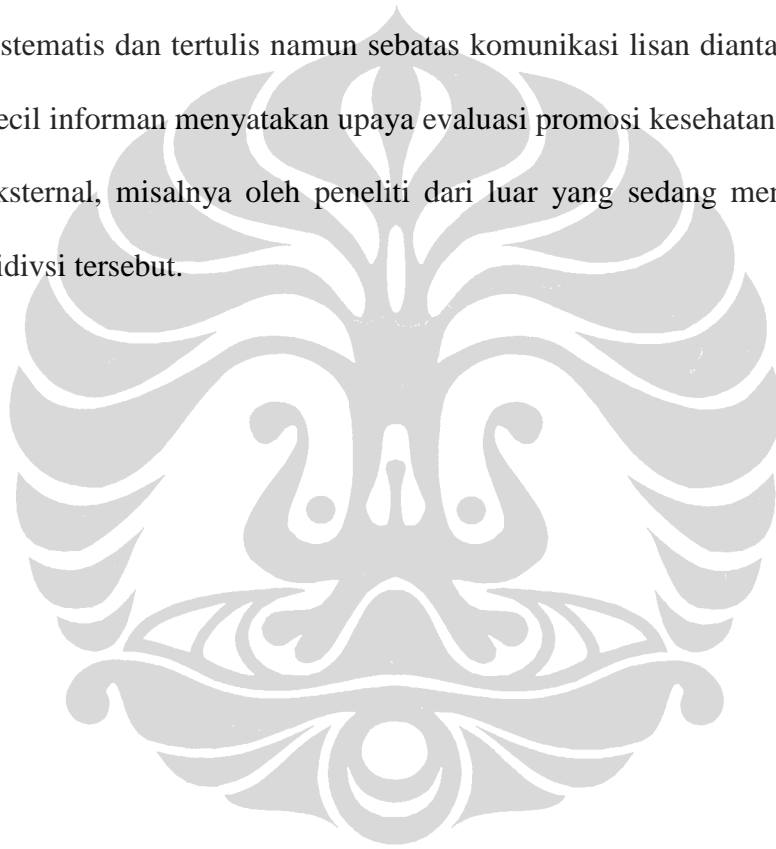 stematis dan tertulis namun sebatas komunikasi lisan dianta
ecil informan menyatakan upaya evaluasi promosi kesehatan
ksternal, misalnya oleh peneliti dari luar yang sedang mer
idivsi tersebut.